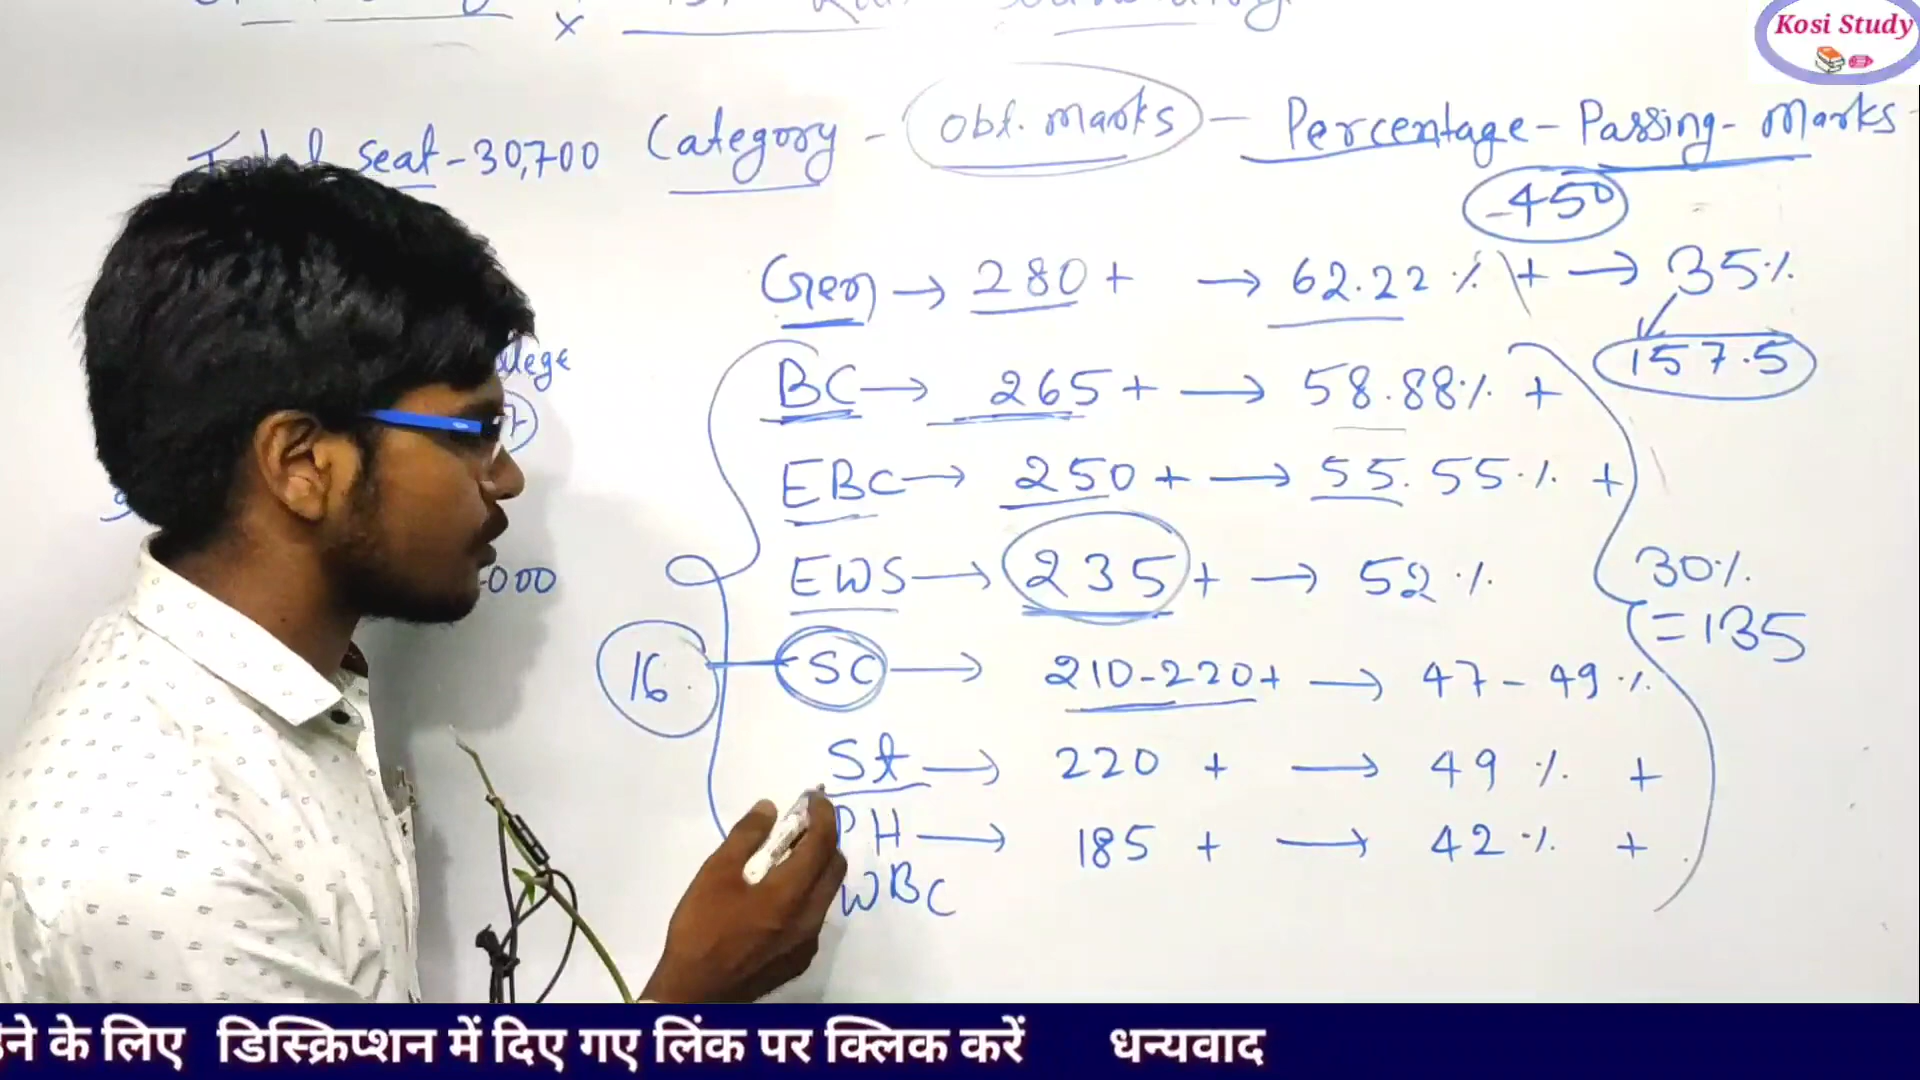 Kosi Study
Total seat-30,700 Category - Obt. marks - Percentage - Passing - Marks -
-450
Gen → 280+ → 62.22 % + → 35%
157.5
BC → 265+ → 58.88% +
EBC → 250+ → 55.55% +
EWS → 235+ → 52%
30%
=135
16 SC → 210-220+ → 47-49%
St → 220 + → 49% +
PH → 185 + → 42% +
WBC
000
के लिए डिस्क्रिप्शन में दिए गए लिंक पर क्लिक करें धन्यवाद